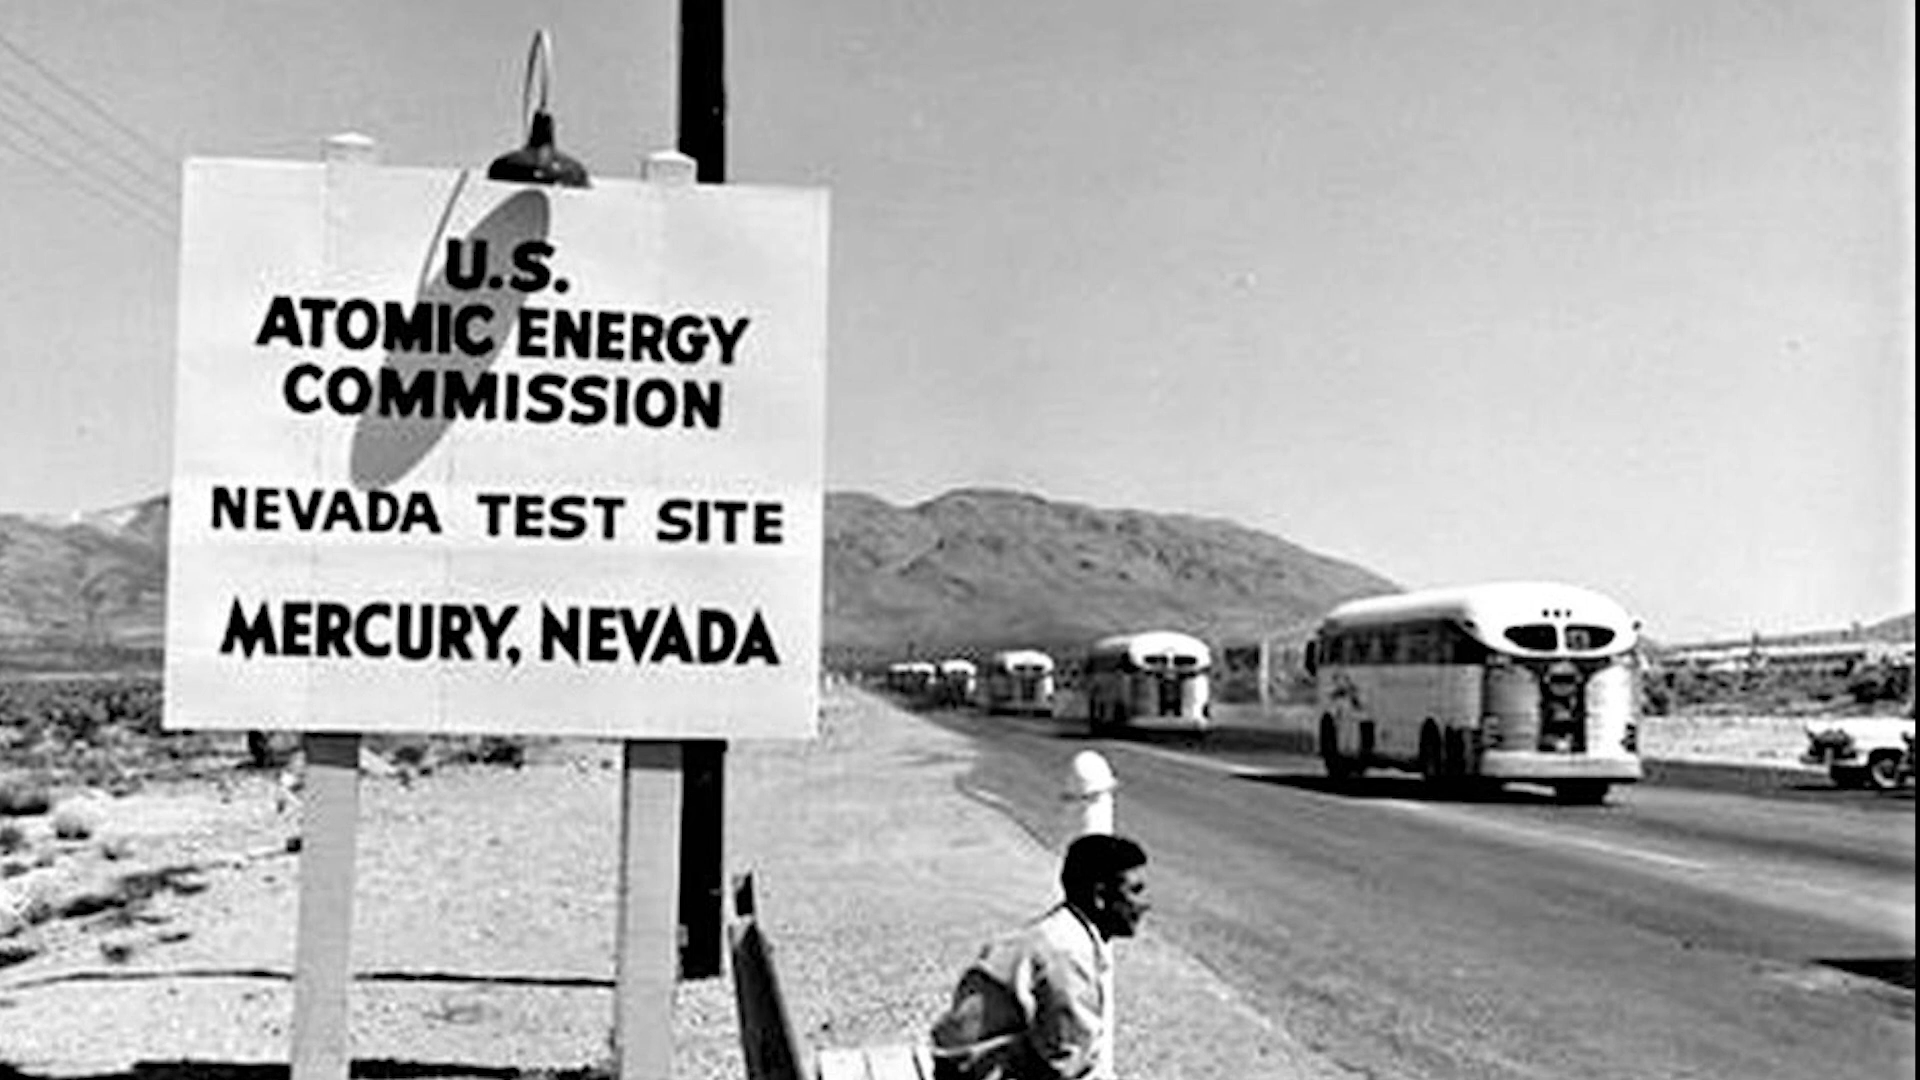 U.S.
ATOMIC ENERGY
COMMISSION
NEVADA TEST SITE
MERCURY, NEVADA